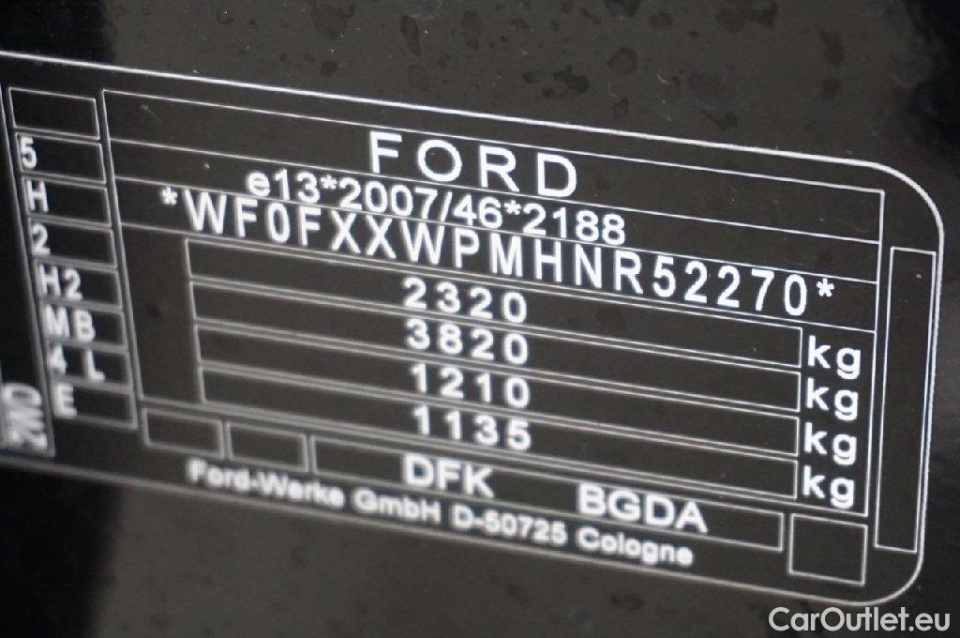 FORD
e13*2007/46*2188
*WF0FXXWPMHNR52270*
2320 kg
3820 kg
1210 kg
1135 kg
DFK BGDA
Ford-Werke GmbH D-50725 Cologne
5
H
2
H2
MB
4 L
E
CarOutlet.eu